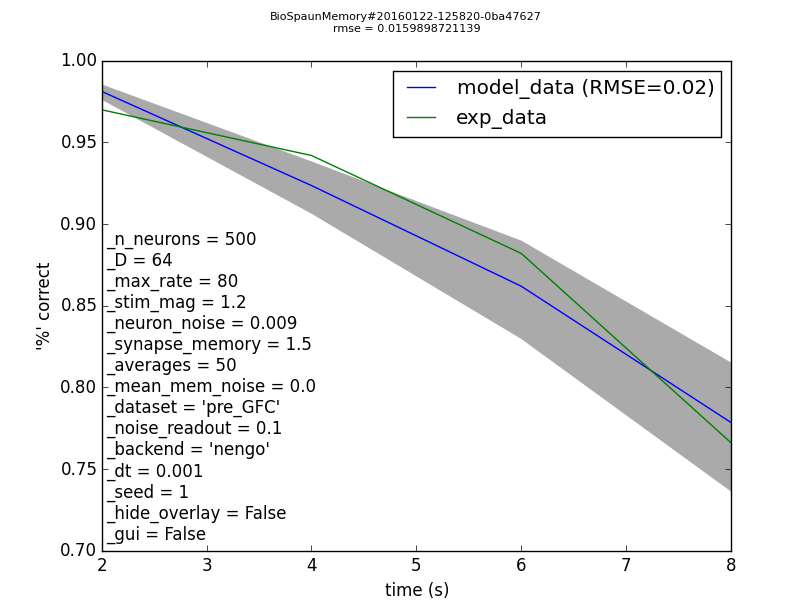 BioSpaunMemory#20160122-125820-0ba47627
rmse = 0.0159898721139
1.00
0.95
0.90
0.85
0.80
0.75
0.70
'%' correct
model_data (RMSE=0.02)
exp_data
_n_neurons = 500
_D = 64
_max_rate = 80
_stim_mag = 1.2
_neuron_noise = 0.009
_synapse_memory = 1.5
_averages = 50
_mean_mem_noise = 0.0
_dataset = 'pre_GFC'
_noise_readout = 0.1
_backend = 'nengo'
_dt = 0.001
_seed = 1
_hide_overlay = False
_gui = False
2 3 4 5 6 7 8
time (s)